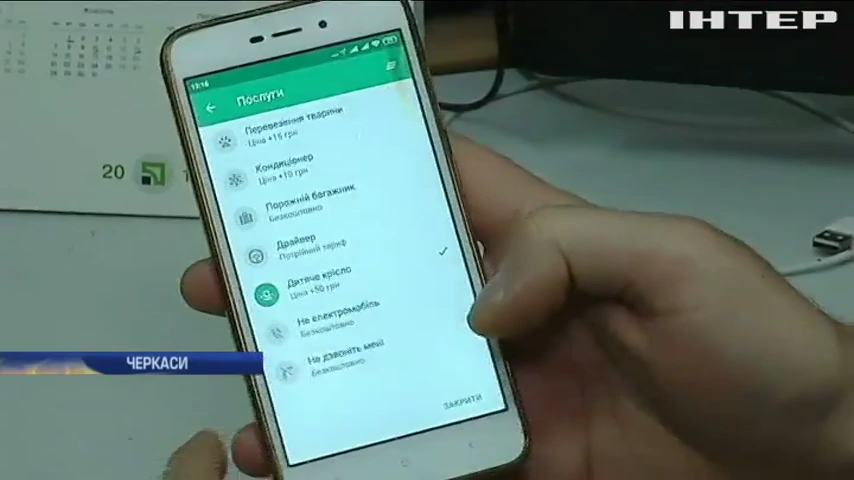 ІНТЕР
Послуги
Перевезення тварини
Ціна +15 грн
Кондиціонер
Ціна +10 грн
Порожній багажник
Безкоштовно
Драйвер
Потрійний тариф
Дитяче крісло
Ціна +50 грн
Не електромобіль
Безкоштовно
Не дзвоніть мені
Безкоштовно
ЗАКРИТИ
20
ЧЕРКАСИ